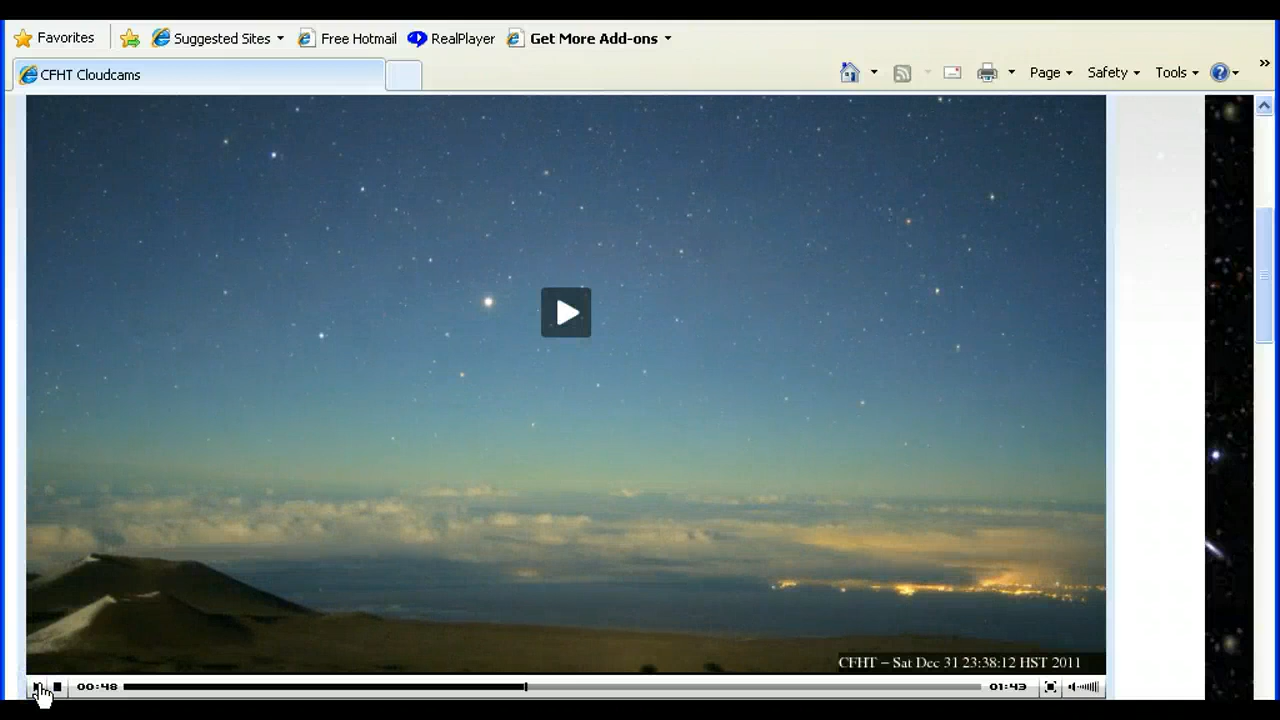 Favorites Suggested Sites Free Hotmail RealPlayer Get More Add-ons
CFHT Cloudcams Page Safety Tools »
CFHT – Sat Dec 31 23:38:12 HST 2011
00:48 01:43